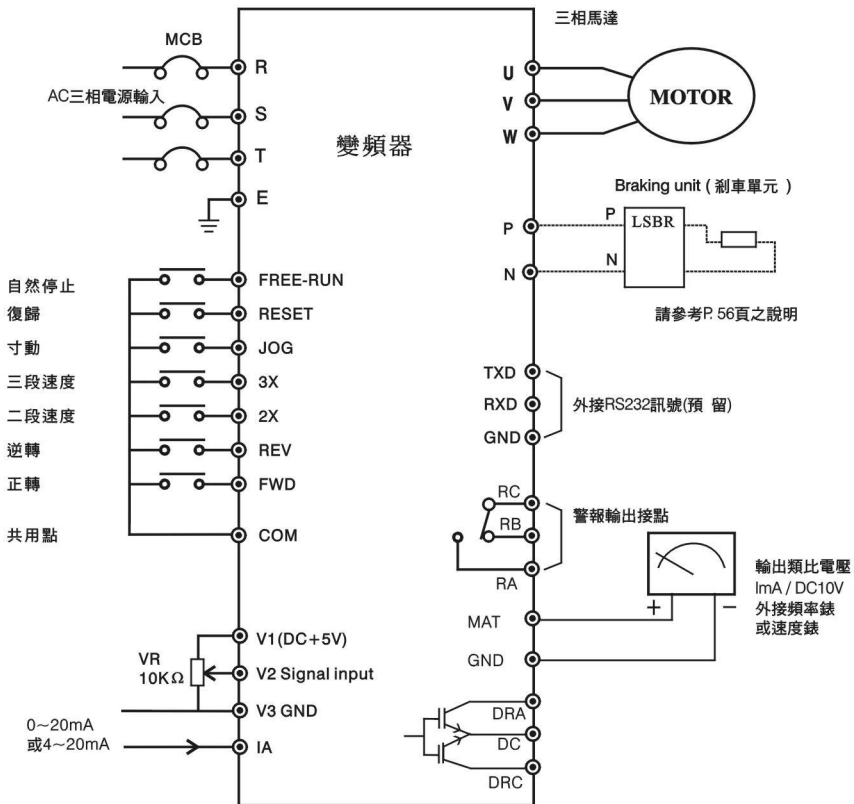 三相馬達
MCB
R
AC三相電源輸入
S
T
E
變頻器
U
V
W
MOTOR
Braking unit ( 剎車單元 )
P
P
LSBR
N
N
請參考P. 56頁之說明
自然停止
FREE-RUN
復歸
RESET
寸動
JOG
三段速度
3X
二段速度
2X
逆轉
REV
正轉
FWD
共用點
COM
TXD
RXD
GND
外接RS232訊號(預 留)
RC
RB
RA
警報輸出接點
MAT
GND
+
−
輸出類比電壓
ImA / DC10V
外接頻率錶
或速度錶
V1(DC+5V)
VR
10KΩ
V2 Signal input
V3 GND
0~20mA
或4~20mA
IA
DRA
DC
DRC